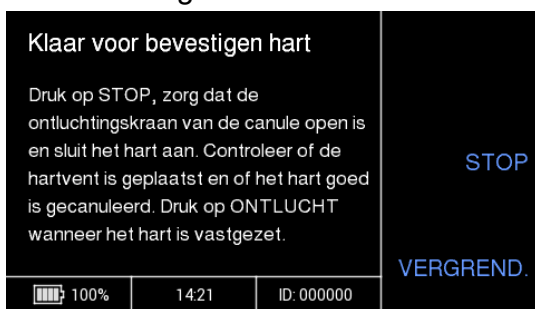 Klaar voor bevestigen hart
Druk op STOP, zorg dat de
ontluchtingskraan van de canule open is
en sluit het hart aan. Controleer of de
hartvent is geplaatst en of het hart goed
is gecanuleerd. Druk op ONTLUCHT
wanneer het hart is vastgezet.
STOP
VERGREND.
100%
14:21
ID: 000000